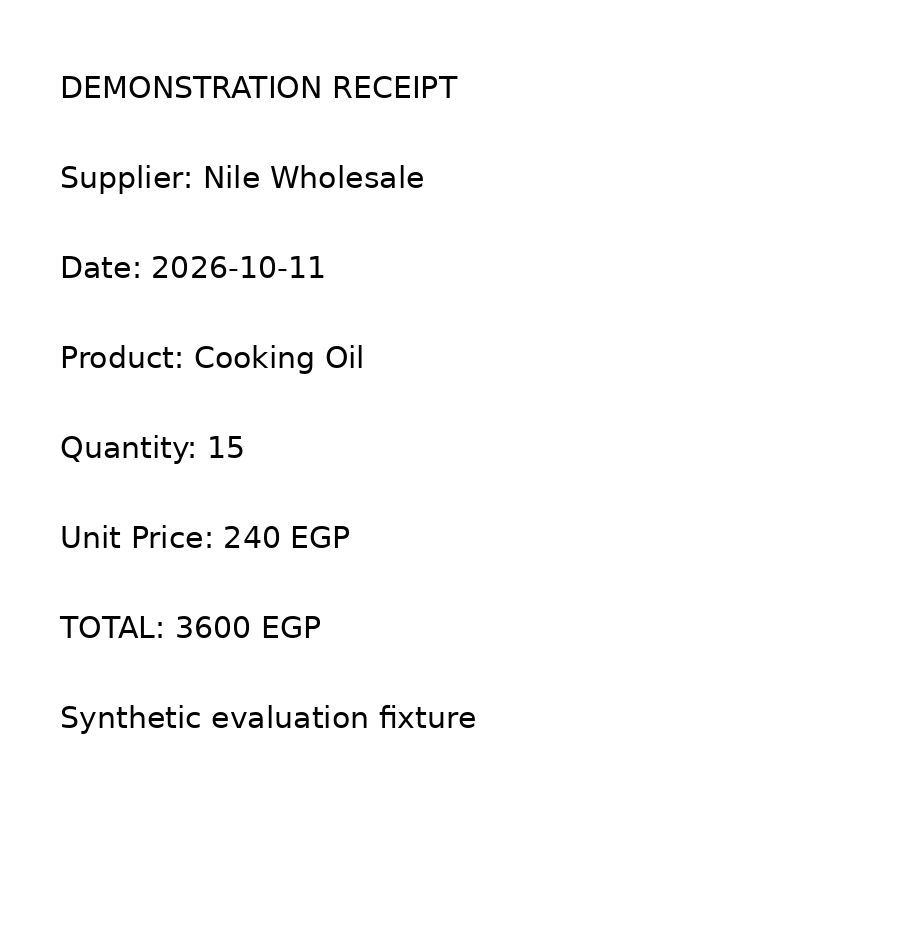 DEMONSTRATION RECEIPT
Supplier: Nile Wholesale
Date: 2026-10-11
Product: Cooking Oil
Quantity: 15
Unit Price: 240 EGP
TOTAL: 3600 EGP
Synthetic evaluation fixture